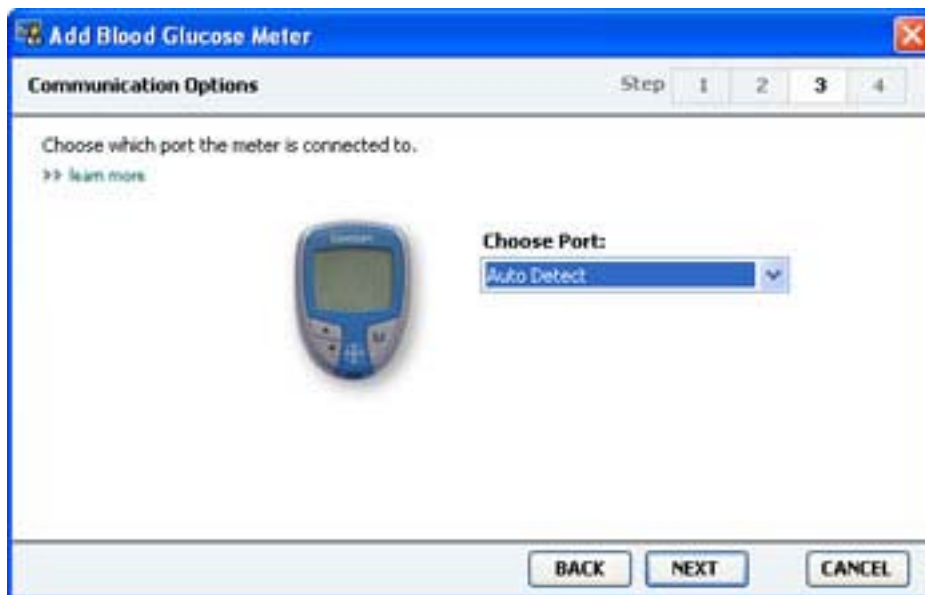 Add Blood Glucose Meter
Communication Options
Step 1 2 3 4
Choose which port the meter is connected to.
>> learn more
Choose Port:
Auto Detect
BACK NEXT CANCEL